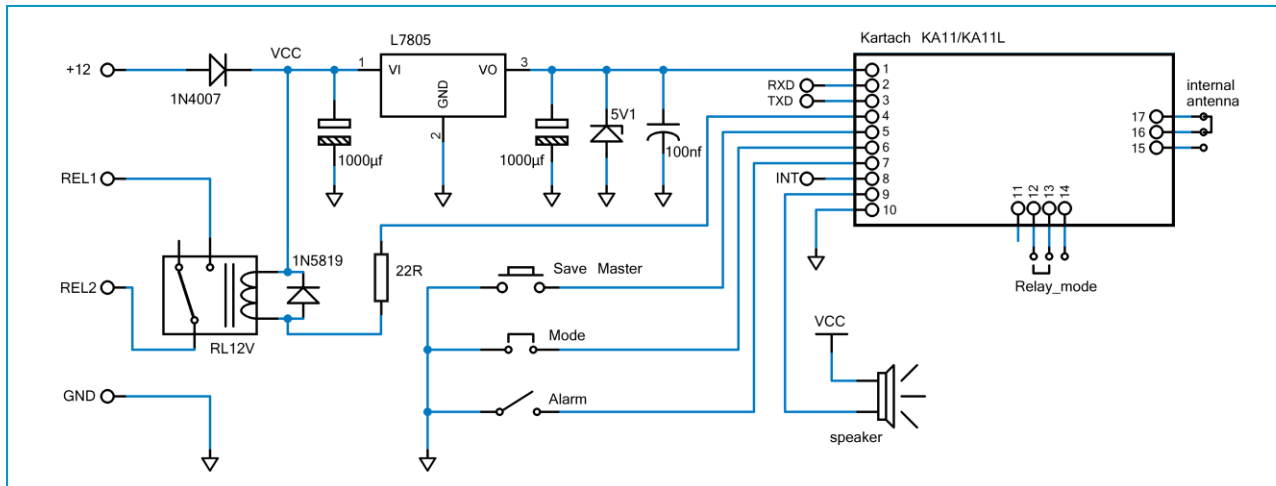 L7805
Kartach KA11/KA11L
VCC
+12
1
VI
VO
3
1
1N4007
GND
RXD
2
TXD
3
internal
antenna
5V1
4
17
2
5
16
1000µf
1000µf
100nf
6
15
7
REL1
INT
8
9
11
12
13
14
10
1N5819
22R
Save Master
REL2
Relay_mode
VCC
Mode
RL12V
GND
Alarm
speaker